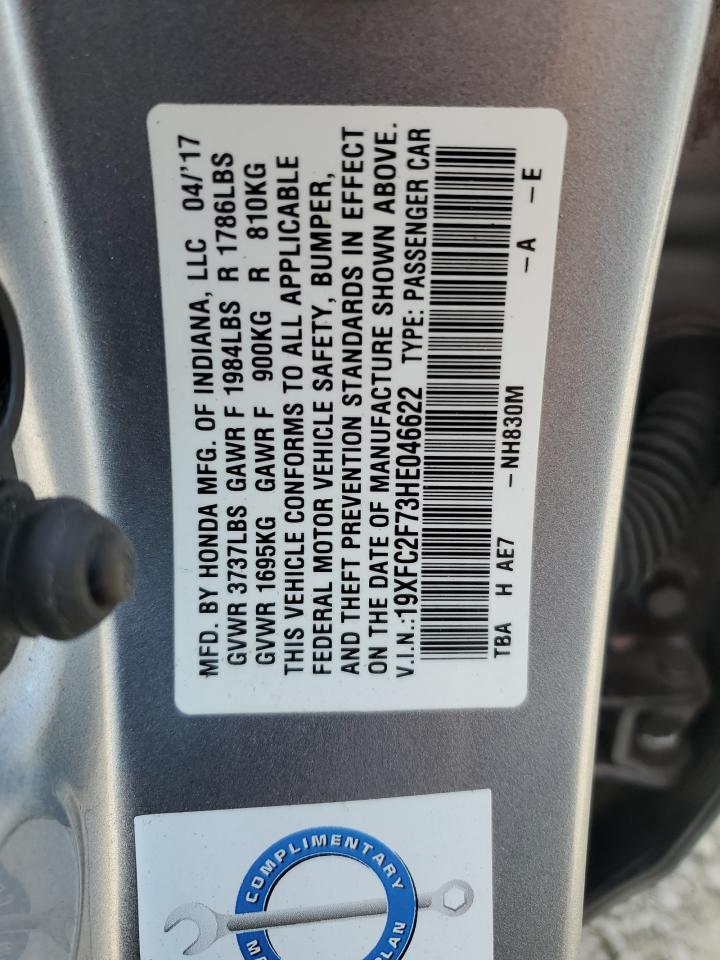 MFD. BY HONDA MFG. OF INDIANA, LLC 04/'17
GVWR 3737LBS GAWR F 1984LBS R 1786LBS
GVWR 1695KG GAWR F 900KG R 810KG
THIS VEHICLE CONFORMS TO ALL APPLICABLE
FEDERAL MOTOR VEHICLE SAFETY, BUMPER,
AND THEFT PREVENTION STANDARDS IN EFFECT
ON THE DATE OF MANUFACTURE SHOWN ABOVE.
V.I.N.:19XFC2F73HE046622 TYPE: PASSENGER CAR
TBA H AE7 -NH830M -A -E
COMPLIMENTARY
PLAN